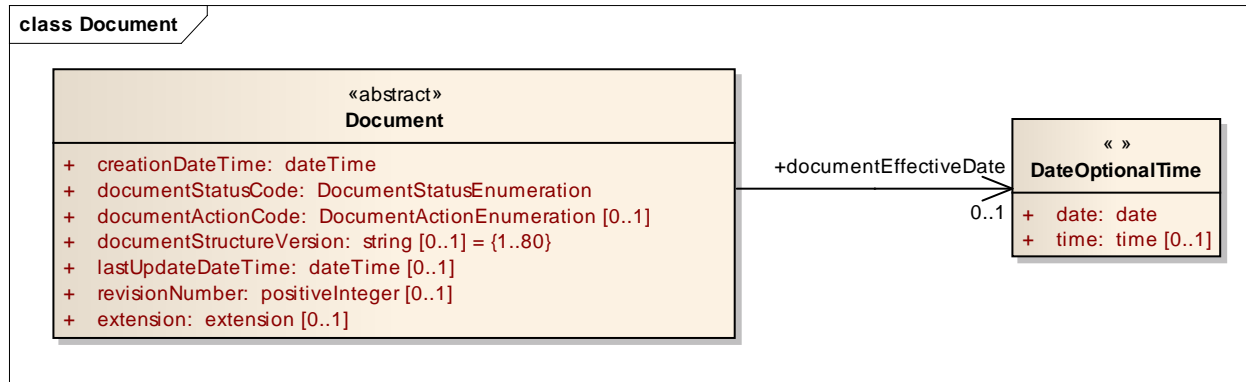 class Document
«abstract»
Document
+ creationDateTime: dateTime
+ documentStatusCode: DocumentStatusEnumeration
+ documentActionCode: DocumentActionEnumeration [0..1]
+ documentStructureVersion: string [0..1] = {1..80}
+ lastUpdateDateTime: dateTime [0..1]
+ revisionNumber: positiveInteger [0..1]
+ extension: extension [0..1]
+documentEffectiveDate
0..1
« »
DateOptionalTime
+ date: date
+ time: time [0..1]